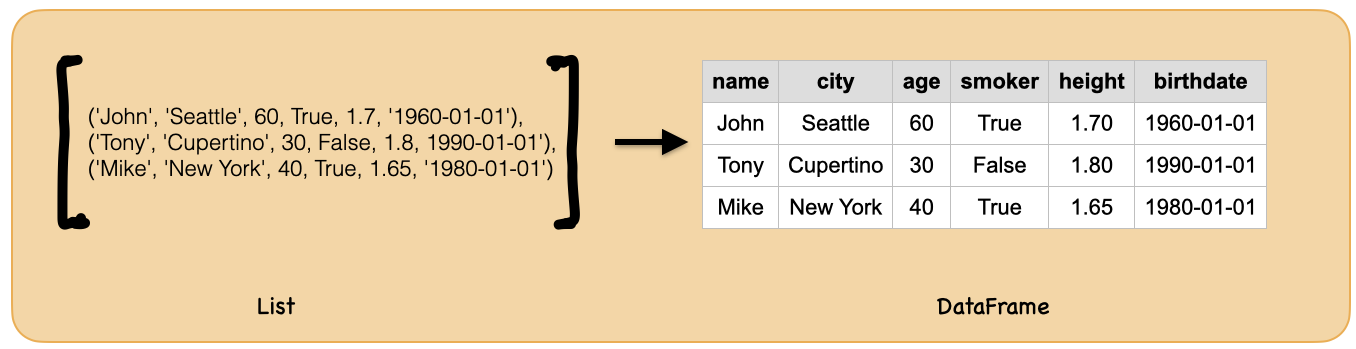 ('John', 'Seattle', 60, True, 1.7, '1960-01-01'),
('Tony', 'Cupertino', 30, False, 1.8, 1990-01-01'),
('Mike', 'New York', 40, True, 1.65, '1980-01-01')
name city age smoker height birthdate
John Seattle 60 True 1.70 1960-01-01
Tony Cupertino 30 False 1.80 1990-01-01
Mike New York 40 True 1.65 1980-01-01
List
DataFrame